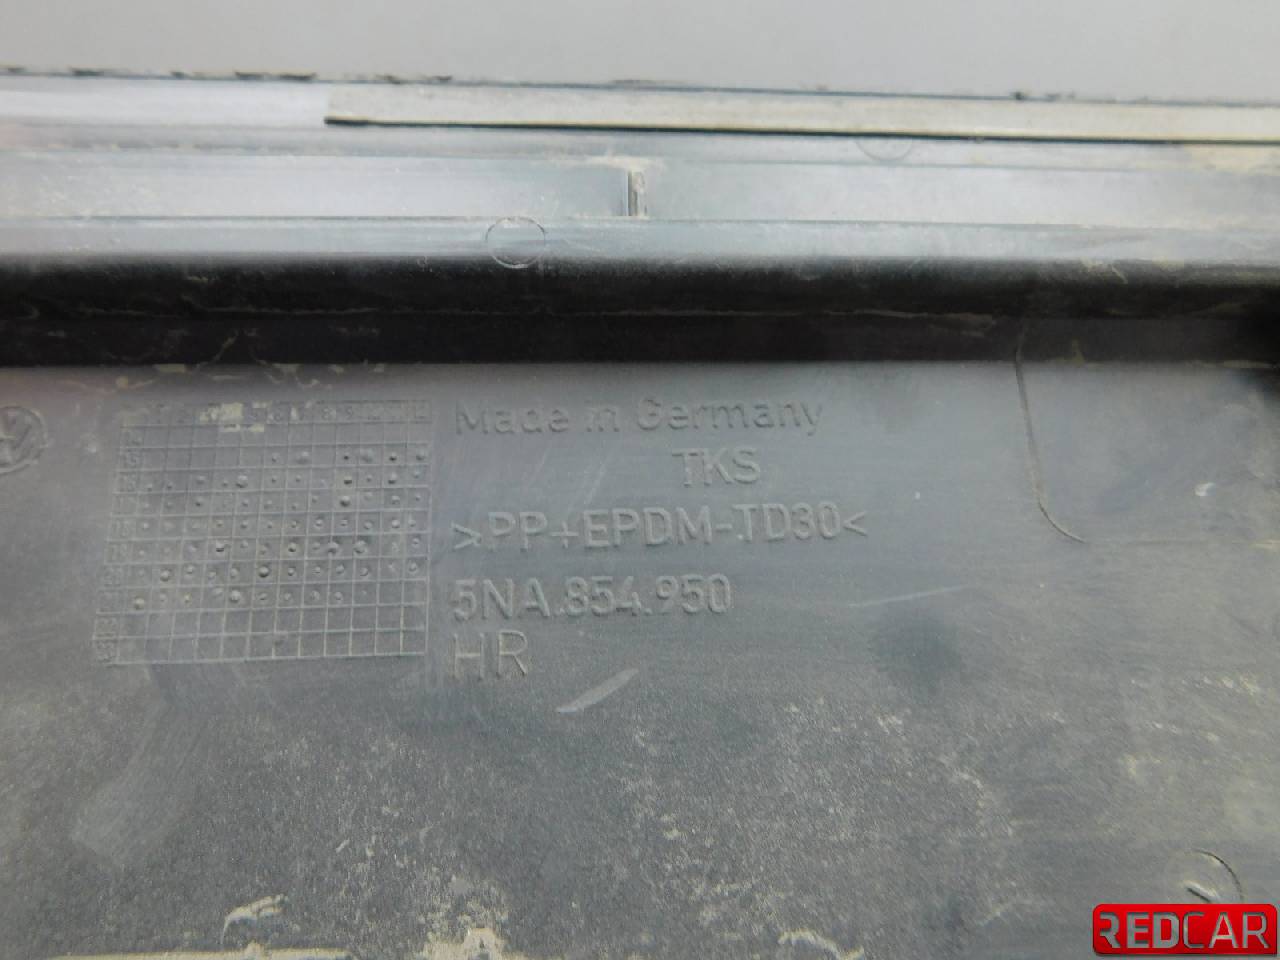 Made in Germany
TKS
>PP+EPDM-TD30<
5NA.854.950
HR
REDCAR